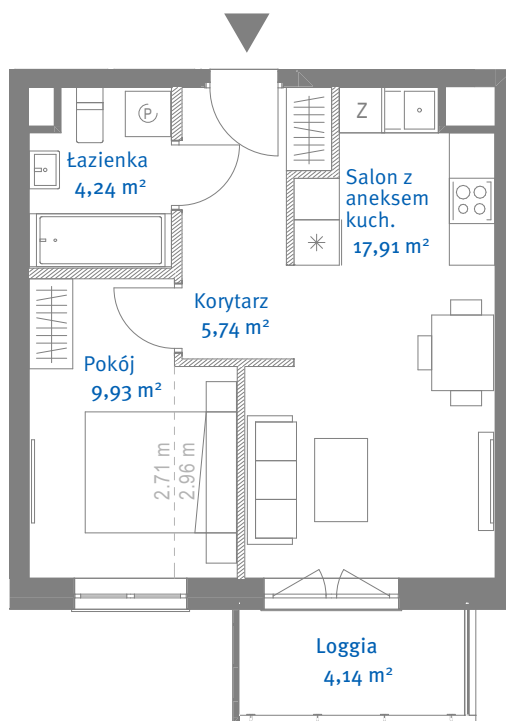 P
Z
Łazienka
4,24 m²
Salon z
aneksem
kuch.
17,91 m²
Korytarz
5,74 m²
Pokój
9,93 m²
2.71 m
2.96 m
Loggia
4,14 m²